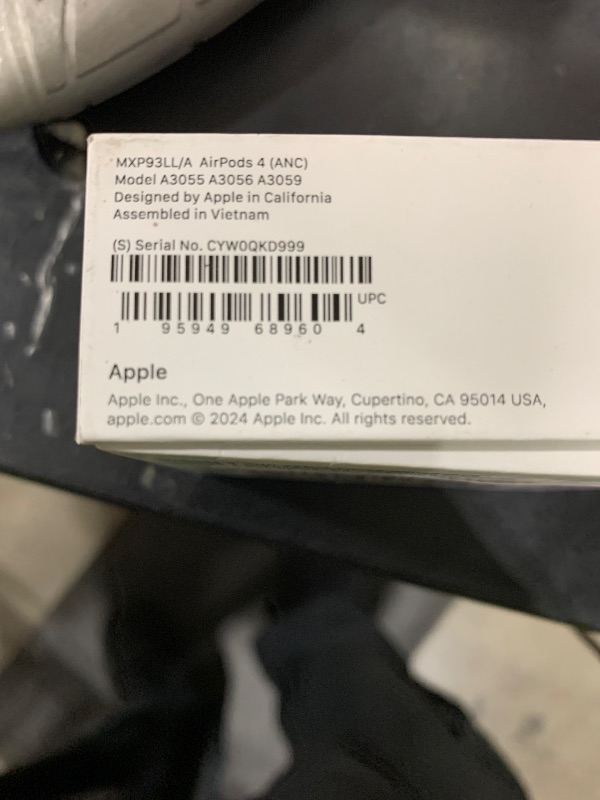 MXP93LL/A AirPods 4 (ANC)
Model A3055 A3056 A3059
Designed by Apple in California
Assembled in Vietnam
(S) Serial No. CYW0QKD999
UPC
1 95949 68960 4
Apple
Apple Inc., One Apple Park Way, Cupertino, CA 95014 USA,
apple.com © 2024 Apple Inc. All rights reserved.